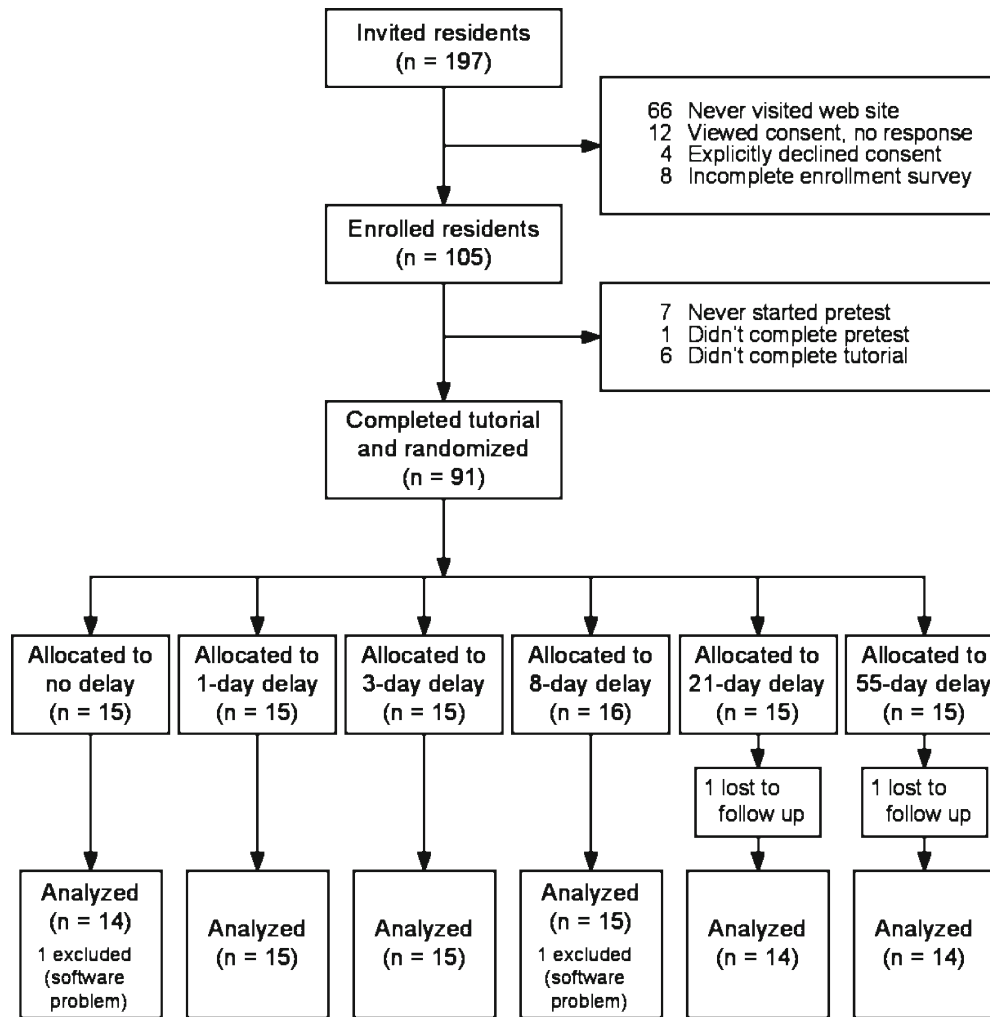 Invited residents
(n = 197)
66 Never visited web site
12 Viewed consent, no response
4 Explicitly declined consent
8 Incomplete enrollment survey
Enrolled residents
(n = 105)
7 Never started pretest
1 Didn't complete pretest
6 Didn't complete tutorial
Completed tutorial
and randomized
(n = 91)
Allocated to
no delay
(n = 15)
Allocated to
1-day delay
(n = 15)
Allocated to
3-day delay
(n = 15)
Allocated to
8-day delay
(n = 16)
Allocated to
21-day delay
(n = 15)
Allocated to
55-day delay
(n = 15)
1 lost to
follow up
1 lost to
follow up
Analyzed
(n = 14)
1 excluded
(software
problem)
Analyzed
(n = 15)
Analyzed
(n = 15)
Analyzed
(n = 15)
1 excluded
(software
problem)
Analyzed
(n = 14)
Analyzed
(n = 14)